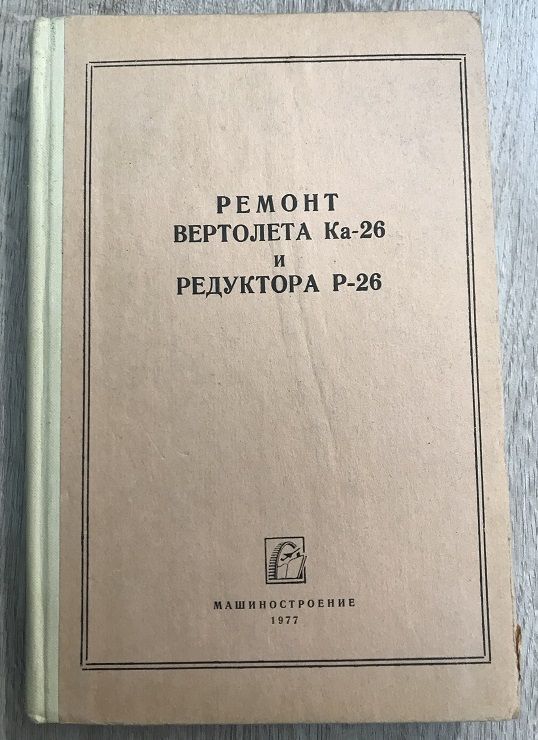 РЕМОНТ
ВЕРТОЛЕТА Ка-26
и
РЕДУКТОРА Р-26
МАШИНОСТРОЕНИЕ
1977